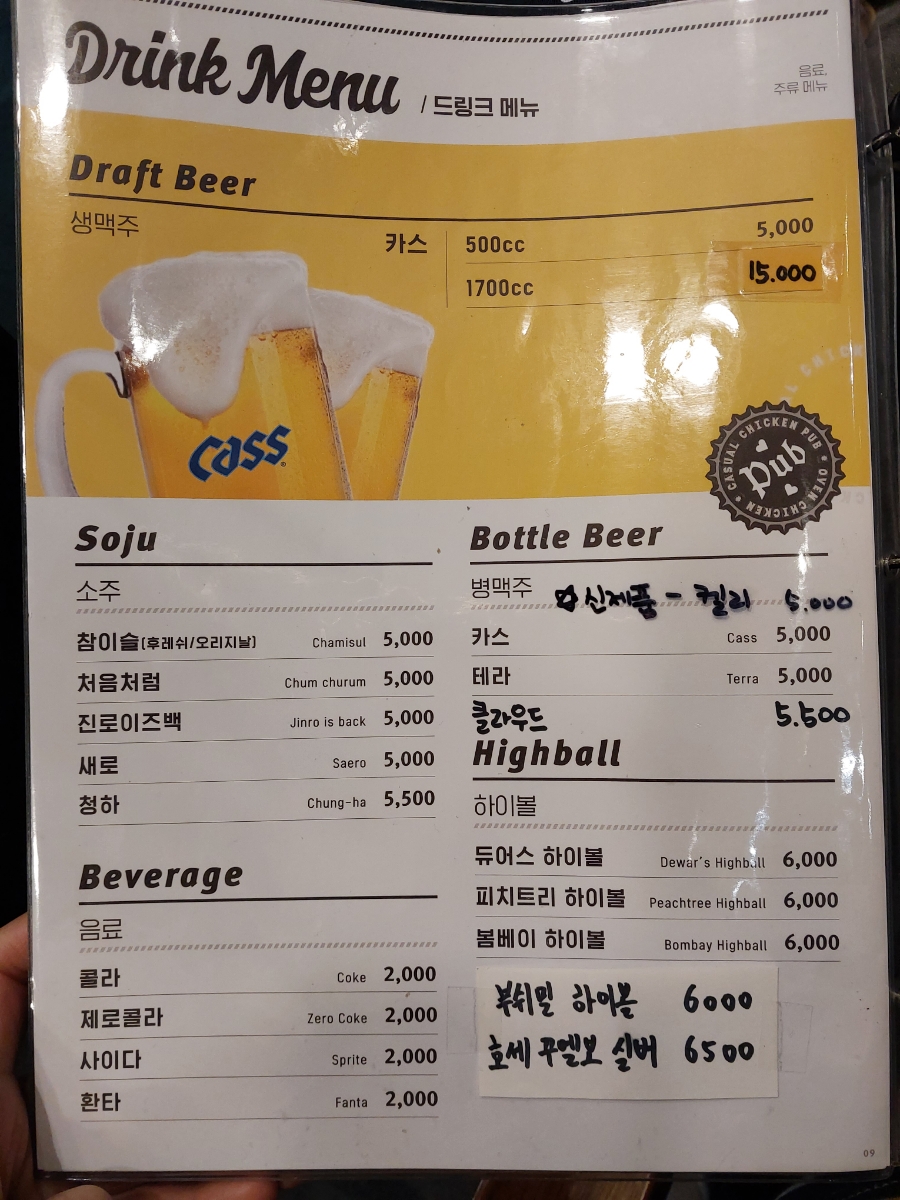 Drink Menu / 드링크 메뉴
음료,
주류 메뉴
Draft Beer
생맥주
카스 500cc 5,000
1700cc 15.000
cass
CASUAL CHICKEN PUB * OVEN CHICKEN *
Pub
Soju
소주
참이슬(후레쉬/오리지날) Chamisul 5,000
처음처럼 Chum churum 5,000
진로이즈백 Jinro is back 5,000
새로 Saero 5,000
청하 Chung-ha 5,500
Beverage
음료
콜라 Coke 2,000
제로콜라 Zero Coke 2,000
사이다 Sprite 2,000
환타 Fanta 2,000
Bottle Beer
병맥주
☆신제품 - 켈리 5.000
카스 Cass 5,000
테라 Terra 5,000
클라우드 5.500
Highball
하이볼
듀어스 하이볼 Dewar's Highball 6,000
피치트리 하이볼 Peachtree Highball 6,000
봄베이 하이볼 Bombay Highball 6,000
부쉬밀 하이볼 6000
호세 꾸엘보 실버 6500
09